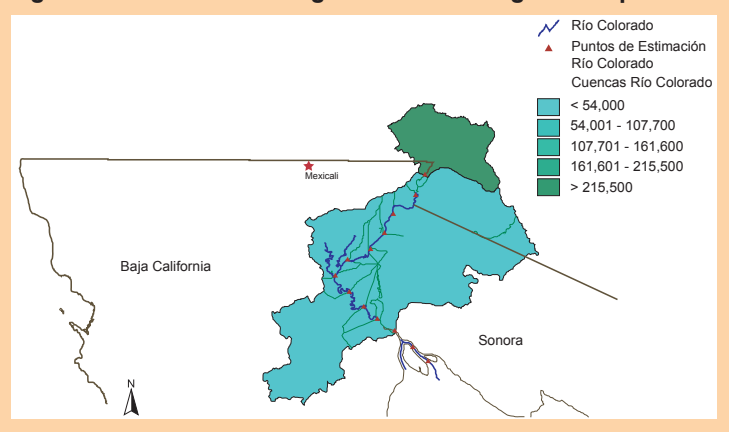 Río Colorado
Puntos de Estimación
Río Colorado
Cuencas Río Colorado
< 54,000
54,001 - 107,700
107,701 - 161,600
161,601 - 215,500
> 215,500
Mexicali
Baja California
Sonora
N